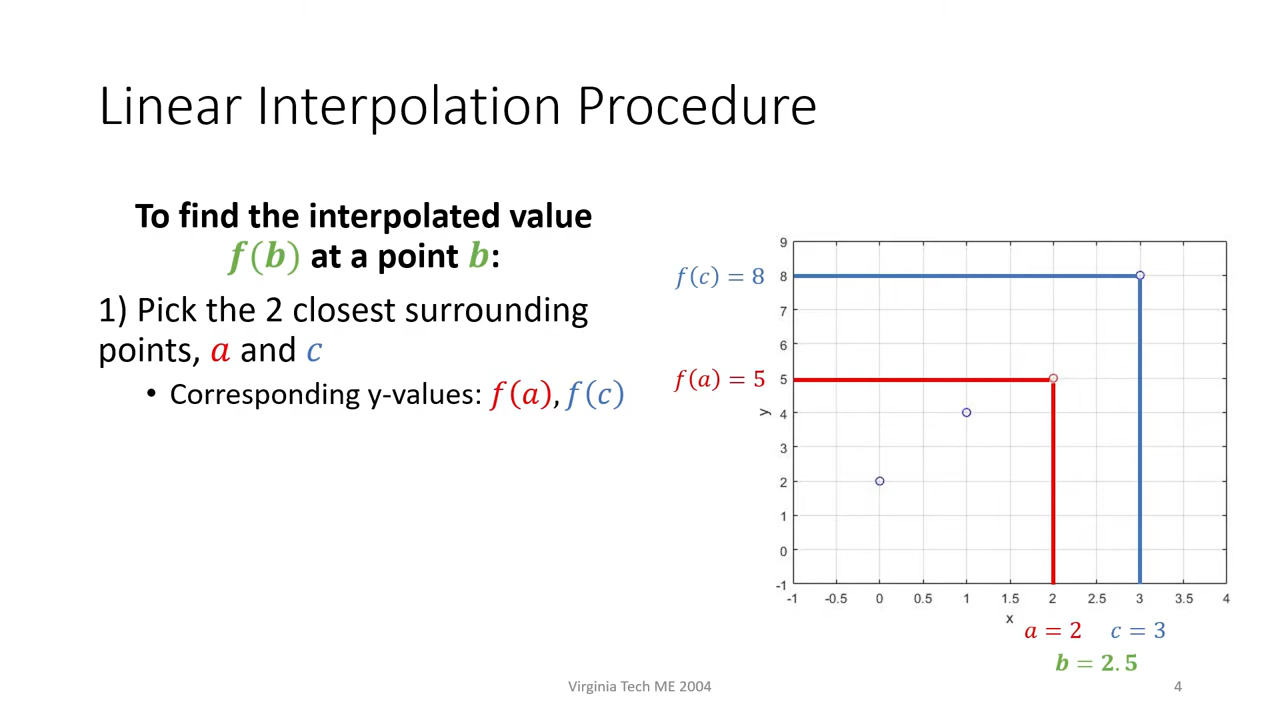 Linear Interpolation Procedure
To find the interpolated value
f(b) at a point b:
1) Pick the 2 closest surrounding
points, a and c
• Corresponding y-values: f(a), f(c)
f(c) = 8
f(a) = 5
9
8
7
6
5
4
3
2
1
0
-1
y
-1 -0.5 0 0.5 1 1.5 2 2.5 3 3.5 4
x
a = 2 c = 3
b = 2.5
Virginia Tech ME 2004 4